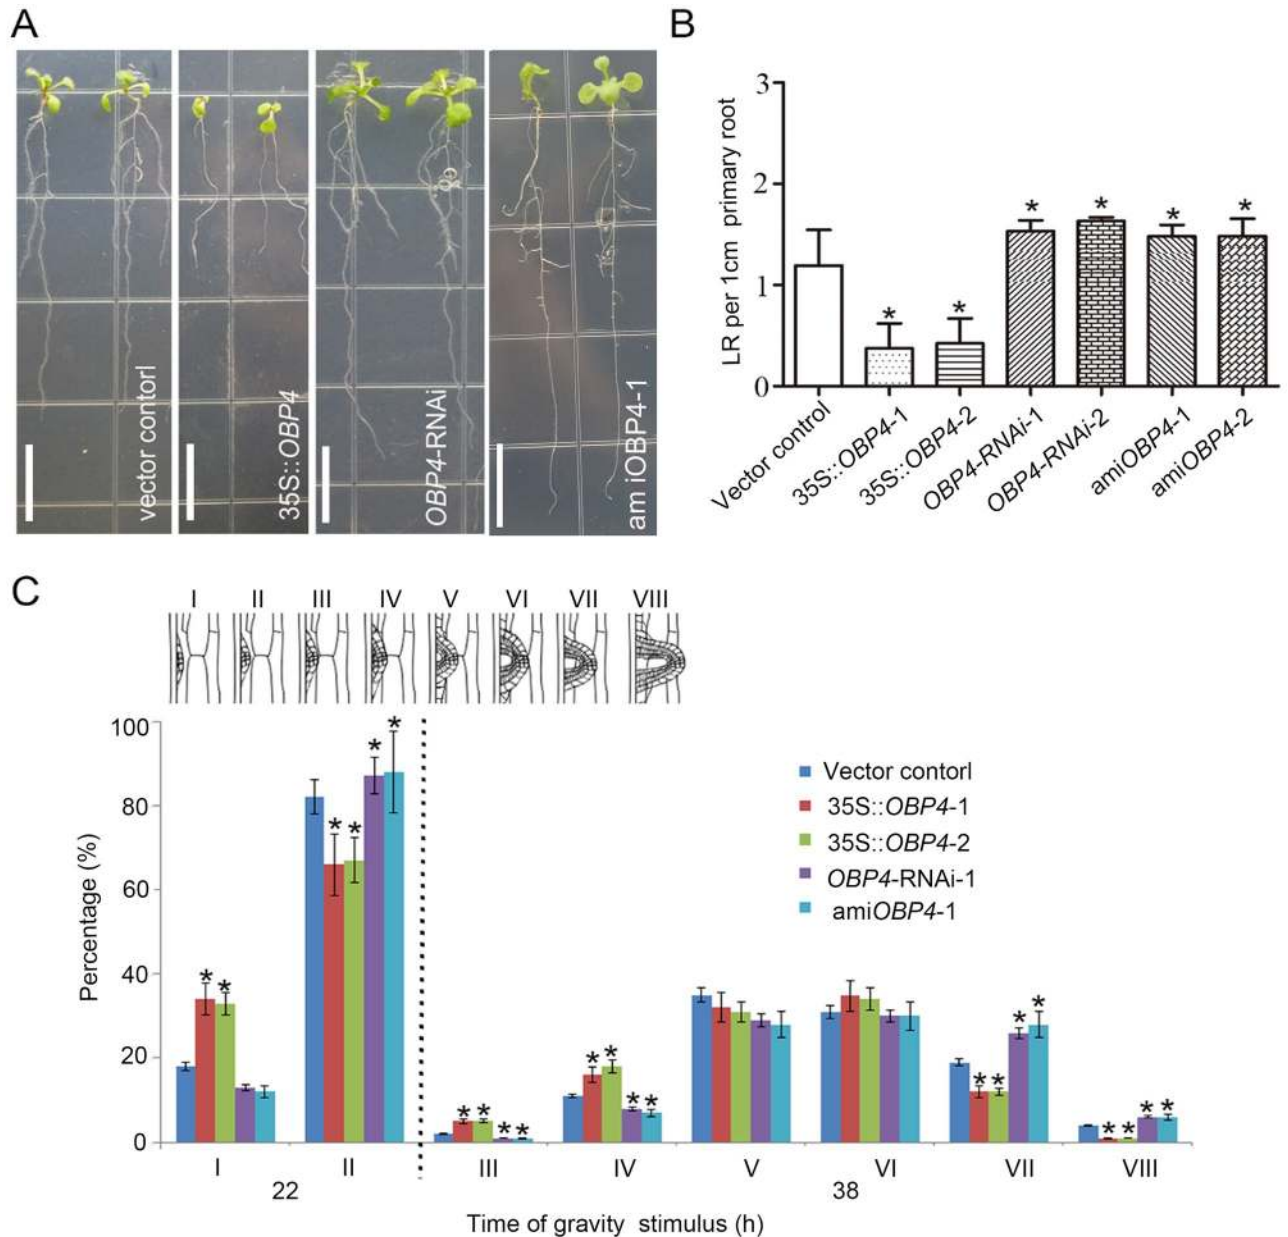 A
vector contorl
35S::OBP4
OBP4-RNAi
am iOBP4-1
B
LR per 1cm primary root
3
2
1
0
*
*
*
*
*
*
Vector control
35S::OBP4-1
35S::OBP4-2
OBP4-RNAi-1
OBP4-RNAi-2
amiOBP4-1
amiOBP4-2
C
I II III IV V VI VII VIII
Percentage (%)
100
80
60
40
20
0
* *
* * * *
* * * *
* * * *
* * * *
* * * *
Vector contorl
35S::OBP4-1
35S::OBP4-2
OBP4-RNAi-1
amiOBP4-1
I II III IV V VI VII VIII
22 38
Time of gravity stimulus (h)